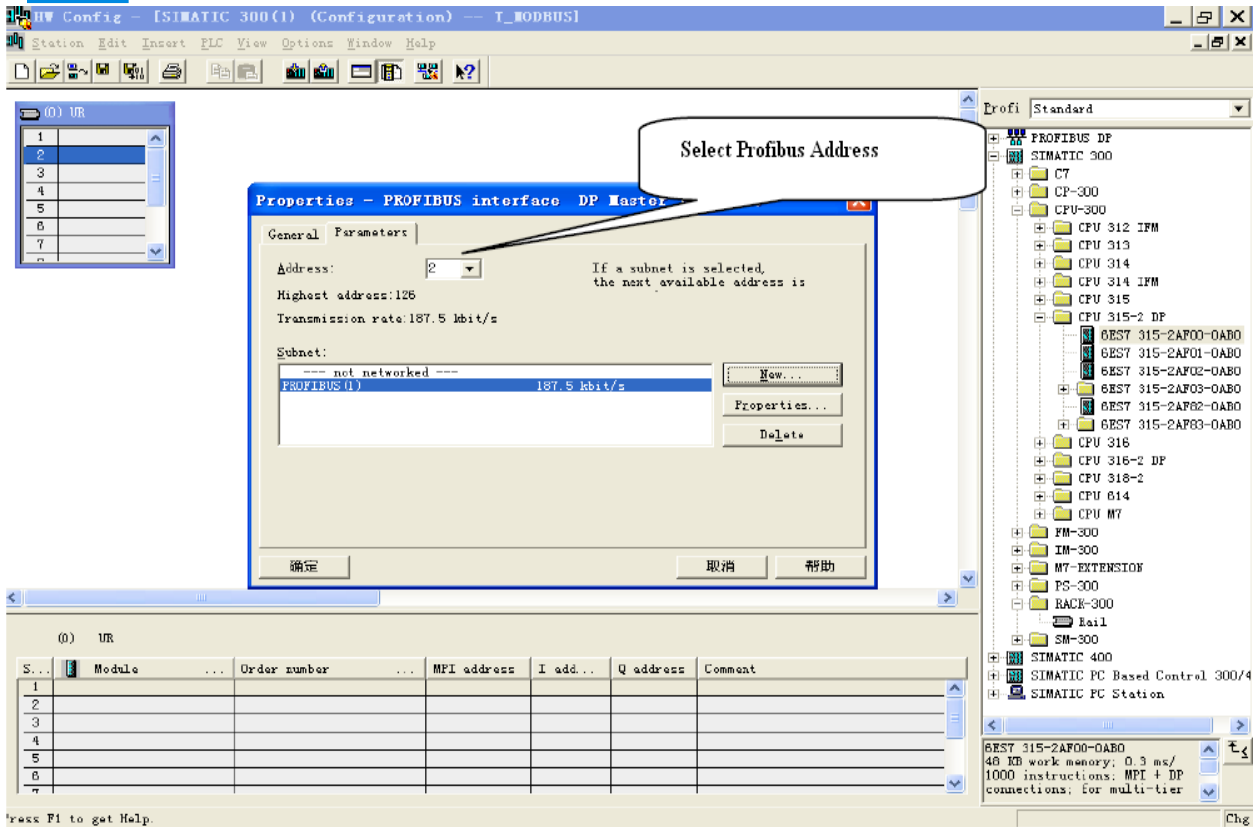 HW Config - [SIMATIC 300(1) (Configuration) -- T_MODBUS]
Station Edit Insert PLC View Options Window Help
(0) UR
1
2
3
4
5
6
7
Select Profibus Address
Properties - PROFIBUS interface DP Master
General Parameters
Address: 2
If a subnet is selected,
the next available address is
Highest address:126
Transmission rate:187.5 kbit/s
Subnet:
--- not networked ---
PROFIBUS(1) 187.5 kbit/s
New...
Properties...
Delete
确定 取消 帮助
Profi Standard
PROFIBUS DP
SIMATIC 300
C7
CP-300
CPU-300
CPU 312 IFM
CPU 313
CPU 314
CPU 314 IFM
CPU 315
CPU 315-2 DP
6ES7 315-2AF00-0AB0
6ES7 315-2AF01-0AB0
6ES7 315-2AF02-0AB0
6ES7 315-2AF03-0AB0
6ES7 315-2AF82-0AB0
6ES7 315-2AF83-0AB0
CPU 316
CPU 316-2 DP
CPU 318-2
CPU 614
CPU M7
FM-300
IM-300
M7-EXTENSION
PS-300
RACK-300
Rail
SM-300
SIMATIC 400
SIMATIC PC Based Control 300/4
SIMATIC PC Station
6ES7 315-2AF00-0AB0
48 KB work memory; 0.3 ms/
1000 instructions; MPI + DP
connections; for multi-tier
(0) UR
S... Module ... Order number ... MPI address I add... Q address Comment
1
2
3
4
5
6
7
Press F1 to get Help.
Chg